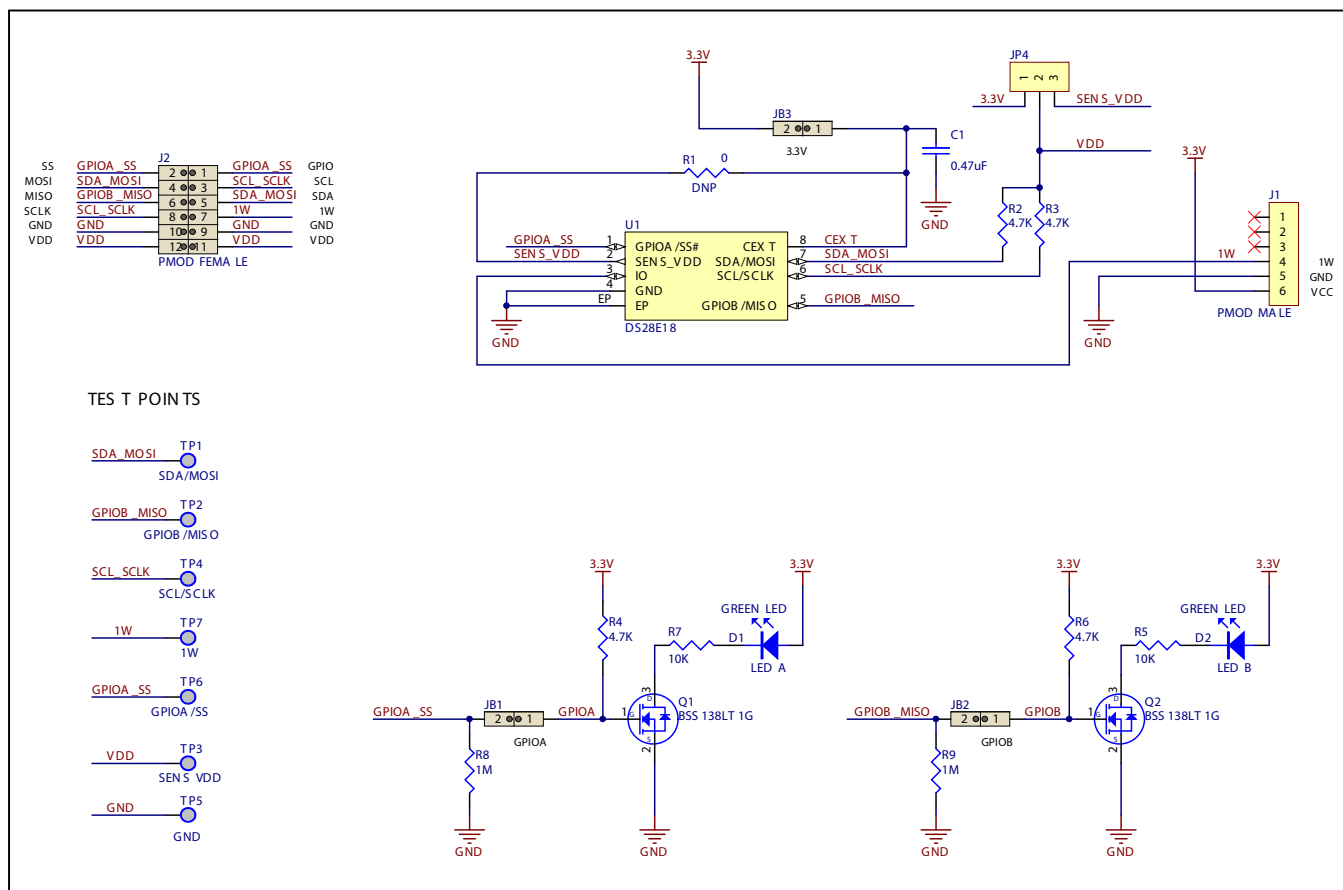 3.3V
JP4
1 2 3
3.3V
SENS_VDD
JB3
2 1
3.3V
C1
0.47uF
GND
VDD
3.3V
R1 0
DNP
J2
SS GPIOA_SS 2 1 GPIOA_SS GPIO
MOSI SDA_MOSI 4 3 SCL_SCLK SCL
MISO GPIOB_MISO 6 5 SDA_MOSI SDA
SCLK SCL_SCLK 8 7 1W 1W
GND GND 10 9 GND GND
VDD VDD 12 11 VDD VDD
PMOD FEMALE
R2
4.7K
R3
4.7K
J1
1
2
3
1W 4 1W
5 GND
6 VCC
PMOD MALE
GND
U1
GPIOA_SS 1 GPIOA/SS# CEXT 8 CEXT
SENS_VDD 2 SENS_VDD SDA/MOSI 7 SDA_MOSI
3 IO SCL/SCLK 6 SCL_SCLK
4 GND
EP EP GPIOB/MISO 5 GPIOB_MISO
DS28E18
GND
TEST POINTS
SDA_MOSI TP1
SDA/MOSI
GPIOB_MISO TP2
GPIOB/MISO
SCL_SCLK TP4
SCL/SCLK
1W TP7
1W
GPIOA_SS TP6
GPIOA/SS
VDD TP3
SENS VDD
GND TP5
GND
3.3V
3.3V
R4
4.7K
GREEN LED
R7
10K
D1
LED A
GPIOA_SS
JB1
2 1
GPIOA
GPIOA
1 G
3
D
S
2
Q1
BSS138LT1G
R8
1M
GND
GND
3.3V
3.3V
R6
4.7K
GREEN LED
R5
10K
D2
LED B
GPIOB_MISO
JB2
2 1
GPIOB
GPIOB
1 G
3
D
S
2
Q2
BSS138LT1G
R9
1M
GND
GND